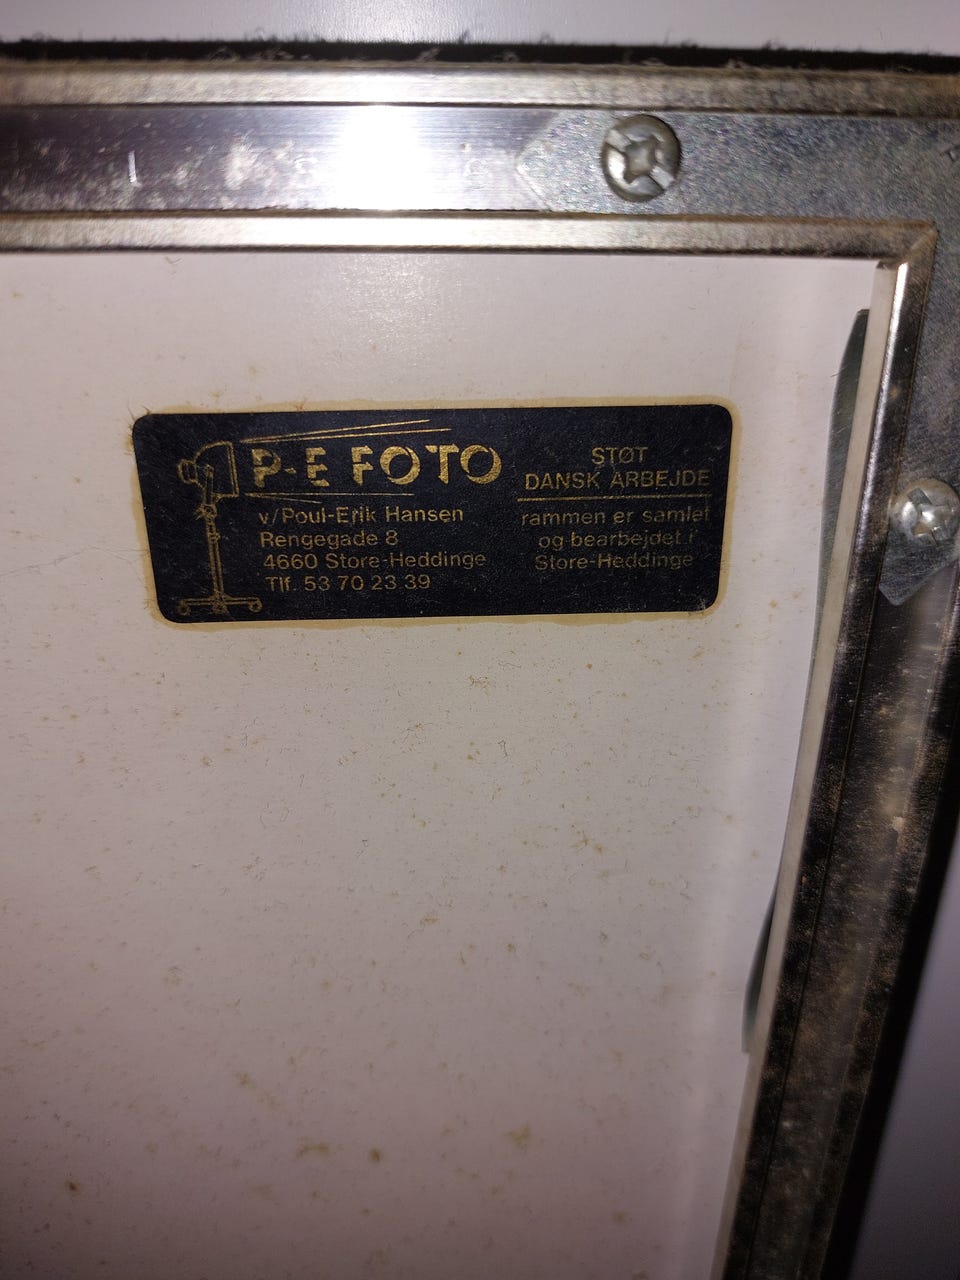 P-E FOTO
v/Poul-Erik Hansen
Rengegade 8
4660 Store-Heddinge
Tlf. 53 70 23 39
STØT
DANSK ARBEJDE
rammen er samlet
og bearbejdet i
Store-Heddinge